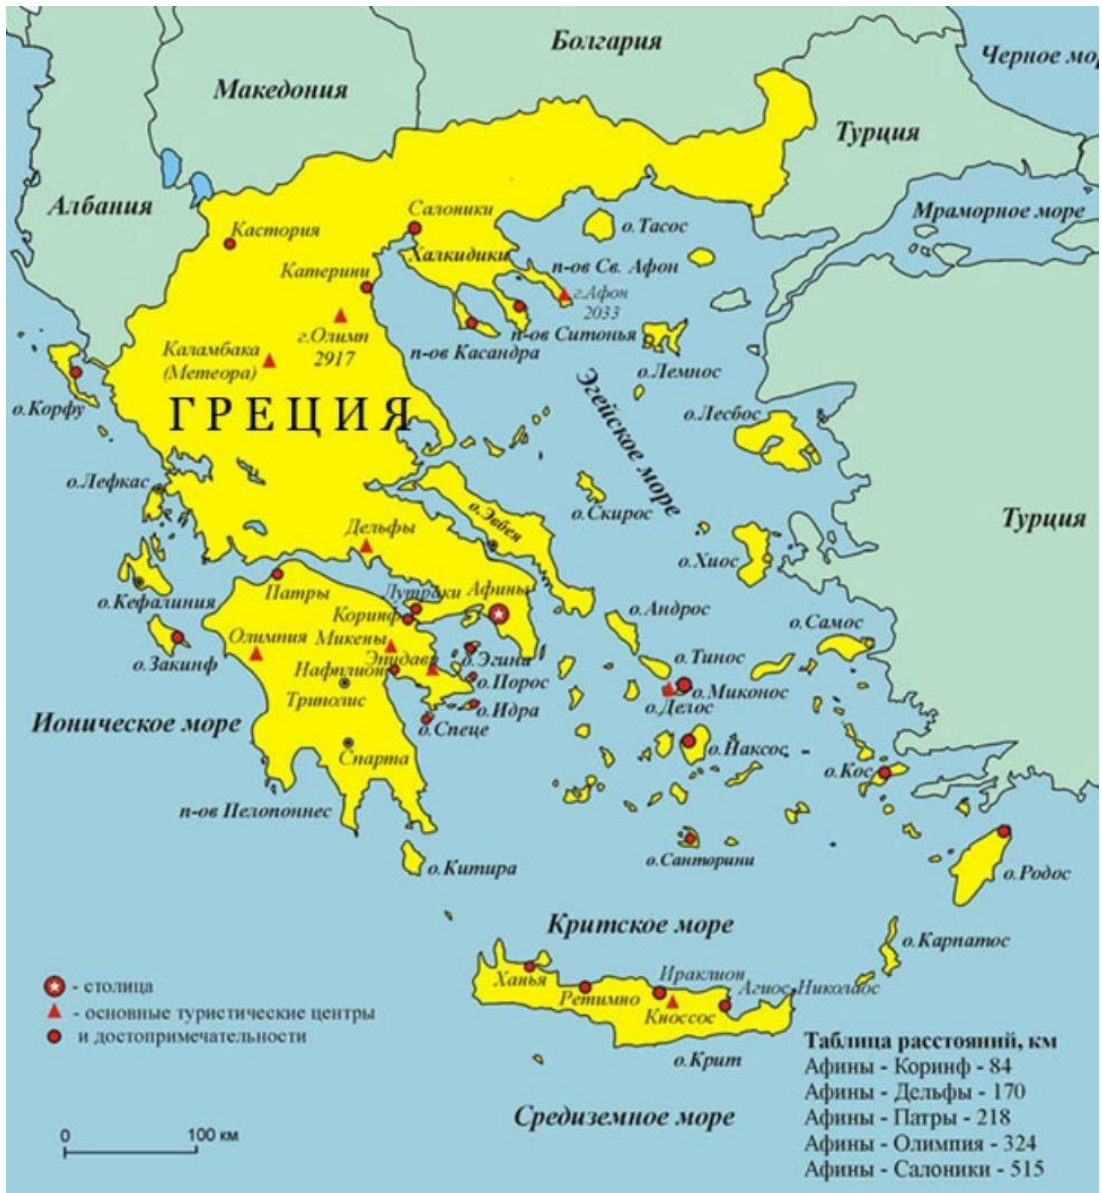 Болгария
Черное мор
Македония
Турция
Албания
Мраморное море
Салоники
Кастория
о.Тасос
Халкидики
п-ов Св. Афон
Катерини
г.Афон
2033
г.Олимп
2917
п-ов Ситонья
п-ов Касандра
Каламбака
(Метеора)
о.Лемнос
о.Корфу
ГРЕЦИЯ
Эгейское море
о.Лесбос
о.Лефкас
о.Скирос
о.Эвбея
Турция
Дельфы
о.Хиос
Патры
Лутраки
Афины
о.Кефалиния
Коринф
о.Андрос
о.Самос
Олимпия
Микены
о.Закинф
Эпидавр
о.Эгина
о.Тинос
Нафплион
о.Порос
о.Миконос
Триполис
о.Идра
о.Делос
Ионическое море
о.Спеце
Спарта
о.Наксос
о.Кос
п-ов Пелопоннес
о.Санторини
о.Китира
о.Родос
Критское море
о.Карпатос
Ханья
Ираклион
Ретимно
Агиос-Николаос
Кноссос
о.Крит
Средиземное море
- столица
- основные туристические центры
и достопримечательности
0 100 км
Таблица расстояний, км
Афины - Коринф - 84
Афины - Дельфы - 170
Афины - Патры - 218
Афины - Олимпия - 324
Афины - Салоники - 515